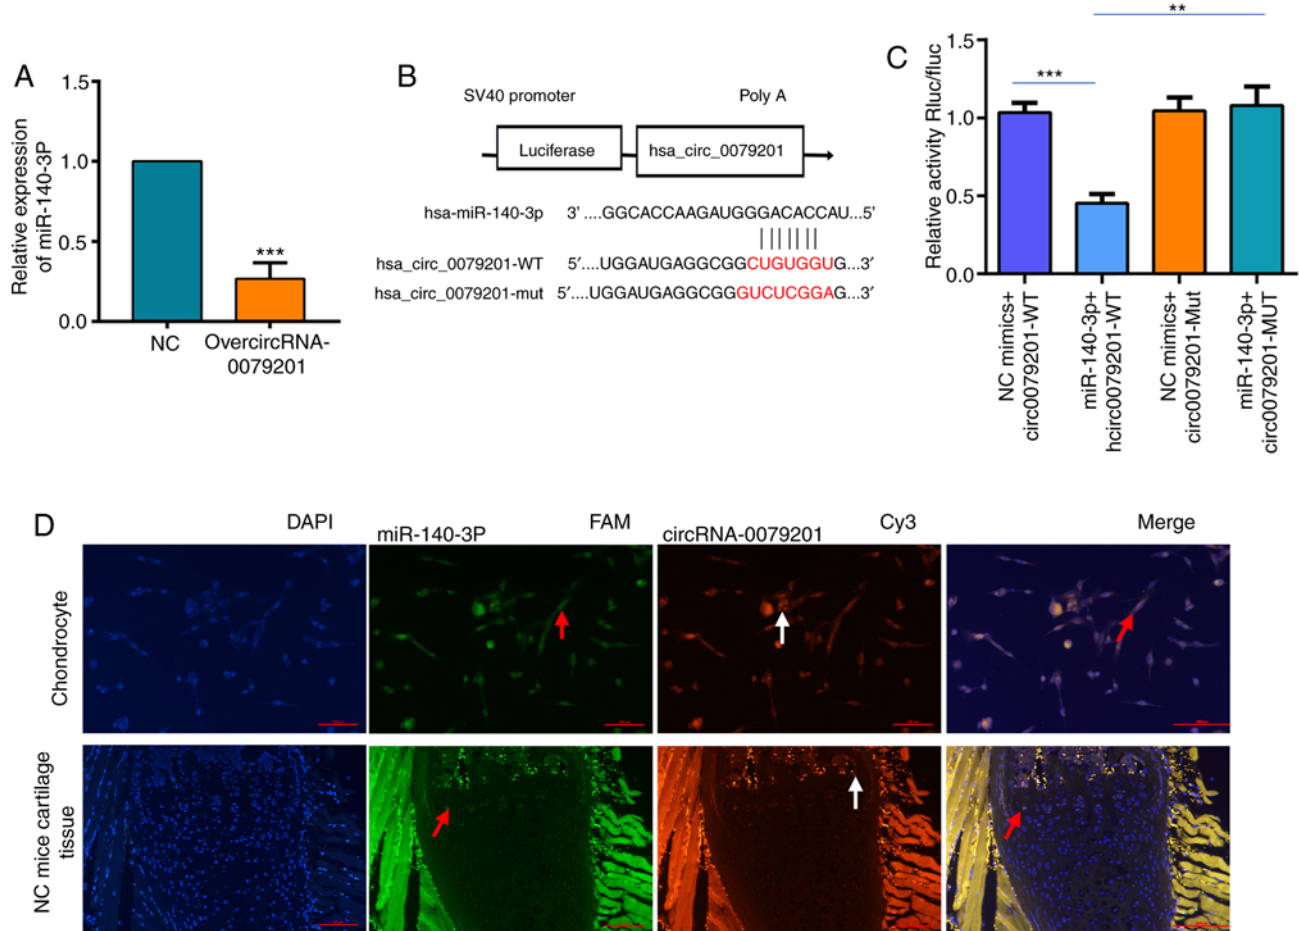 A
Relative expression
of miR-140-3P
1.5
1.0
0.5
0.0
***
NC
OvercircRNA-
0079201
B
SV40 promoter
Poly A
Luciferase
hsa_circ_0079201
hsa-miR-140-3p 3’ ....GGCACCAAGAUGGGACACCAU...5’
hsa_circ_0079201-WT 5’....UGGAUGAGGCGGCUGUGGUG...3’
hsa_circ_0079201-mut 5’....UGGAUGAGGCGGGUCUCGGAG...3’
C
Relative activity Rluc/fluc
1.5
1.0
0.5
0.0
***
**
NC mimics+
circ0079201-WT
miR-140-3p+
hcirc0079201-WT
NC mimics+
circ0079201-Mut
miR-140-3p+
circ0079201-MUT
D
DAPI
miR-140-3P
FAM
circRNA-0079201
Cy3
Merge
Chondrocyte
NC mice cartilage
tissue